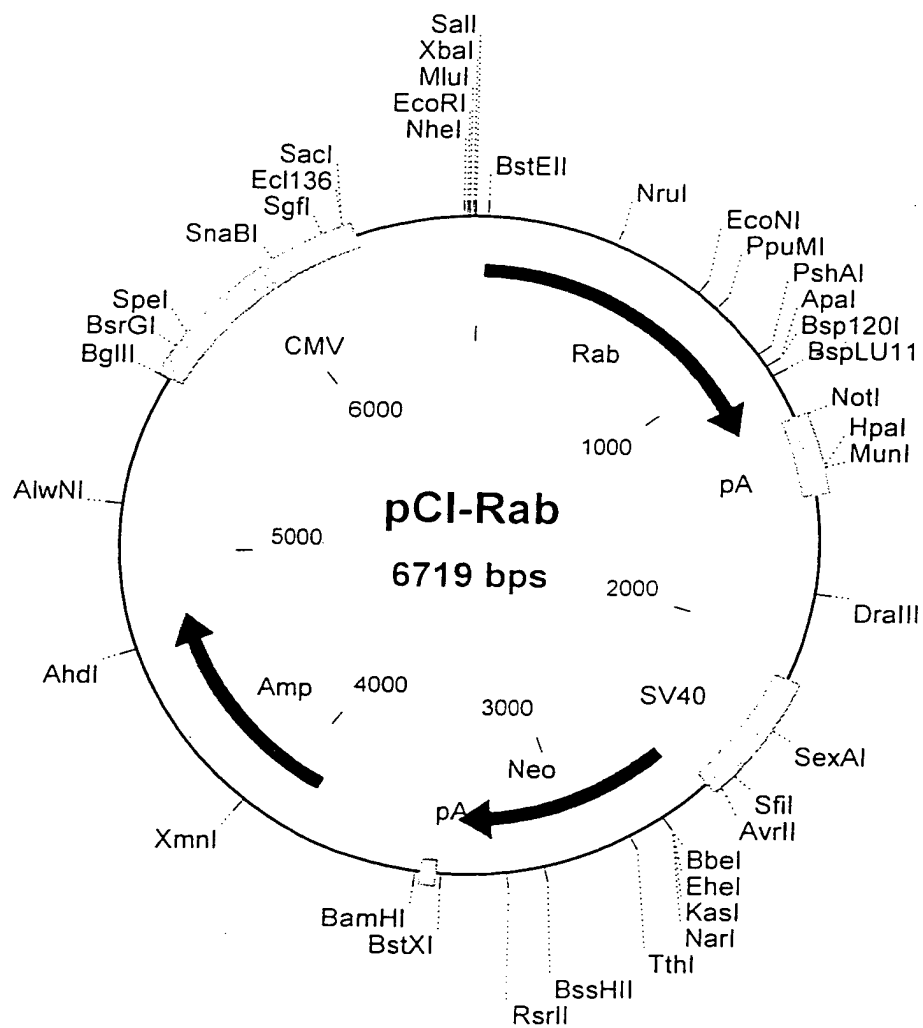 SalI
XbaI
MluI
EcoRI
NheI
BstEII
SacI
Ecl136
SgfI
SnaBI
SpeI
BsrGI
BglII
NruI
EcoNI
PpuMI
PshAI
ApaI
Bsp120I
BspLU11
NotI
HpaI
MunI
CMV
Rab
6000
1000
pA
AlwNI
pCI-Rab
6719 bps
5000
2000
DraIII
AhdI
Amp
4000
3000
SV40
Neo
pA
SexAI
SfiI
AvrII
XmnI
BbeI
EheI
KasI
NarI
BamHI
BstXI
TthI
BssHII
RsrII